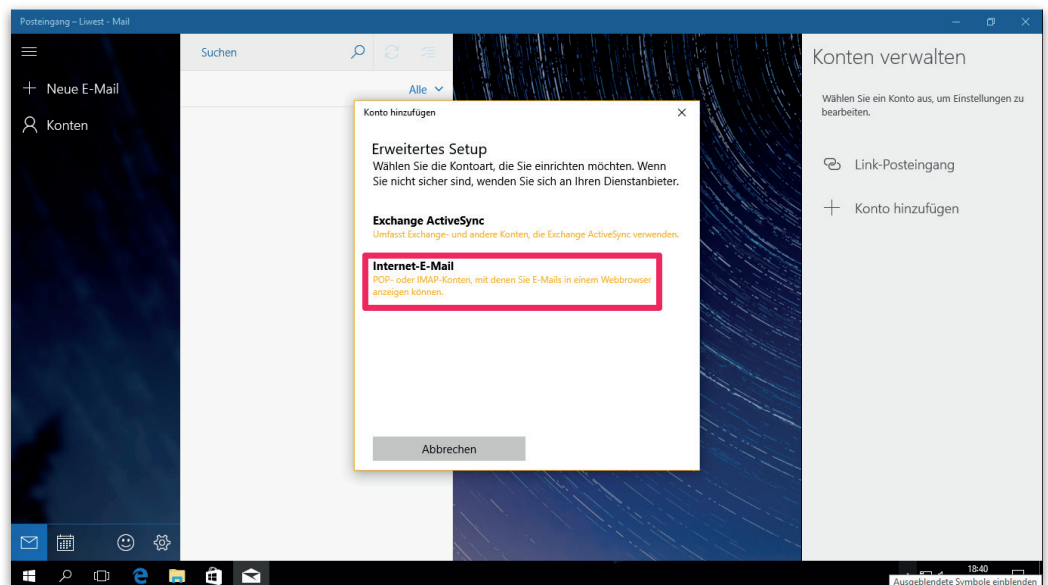 Posteingang – Liwest - Mail
Suchen
Neue E-Mail
Alle
Konten
Konto hinzufügen
Erweitertes Setup
Wählen Sie die Kontoart, die Sie einrichten möchten. Wenn
Sie nicht sicher sind, wenden Sie sich an Ihren Dienstanbieter.
Exchange ActiveSync
Umfasst Exchange- und andere Konten, die Exchange ActiveSync verwenden.
Internet-E-Mail
POP- oder IMAP-Konten, mit denen Sie E-Mails in einem Webbrowser
anzeigen können.
Abbrechen
Konten verwalten
Wählen Sie ein Konto aus, um Einstellungen zu
bearbeiten.
Link-Posteingang
Konto hinzufügen
18:40
Ausgeblendete Symbole einblenden